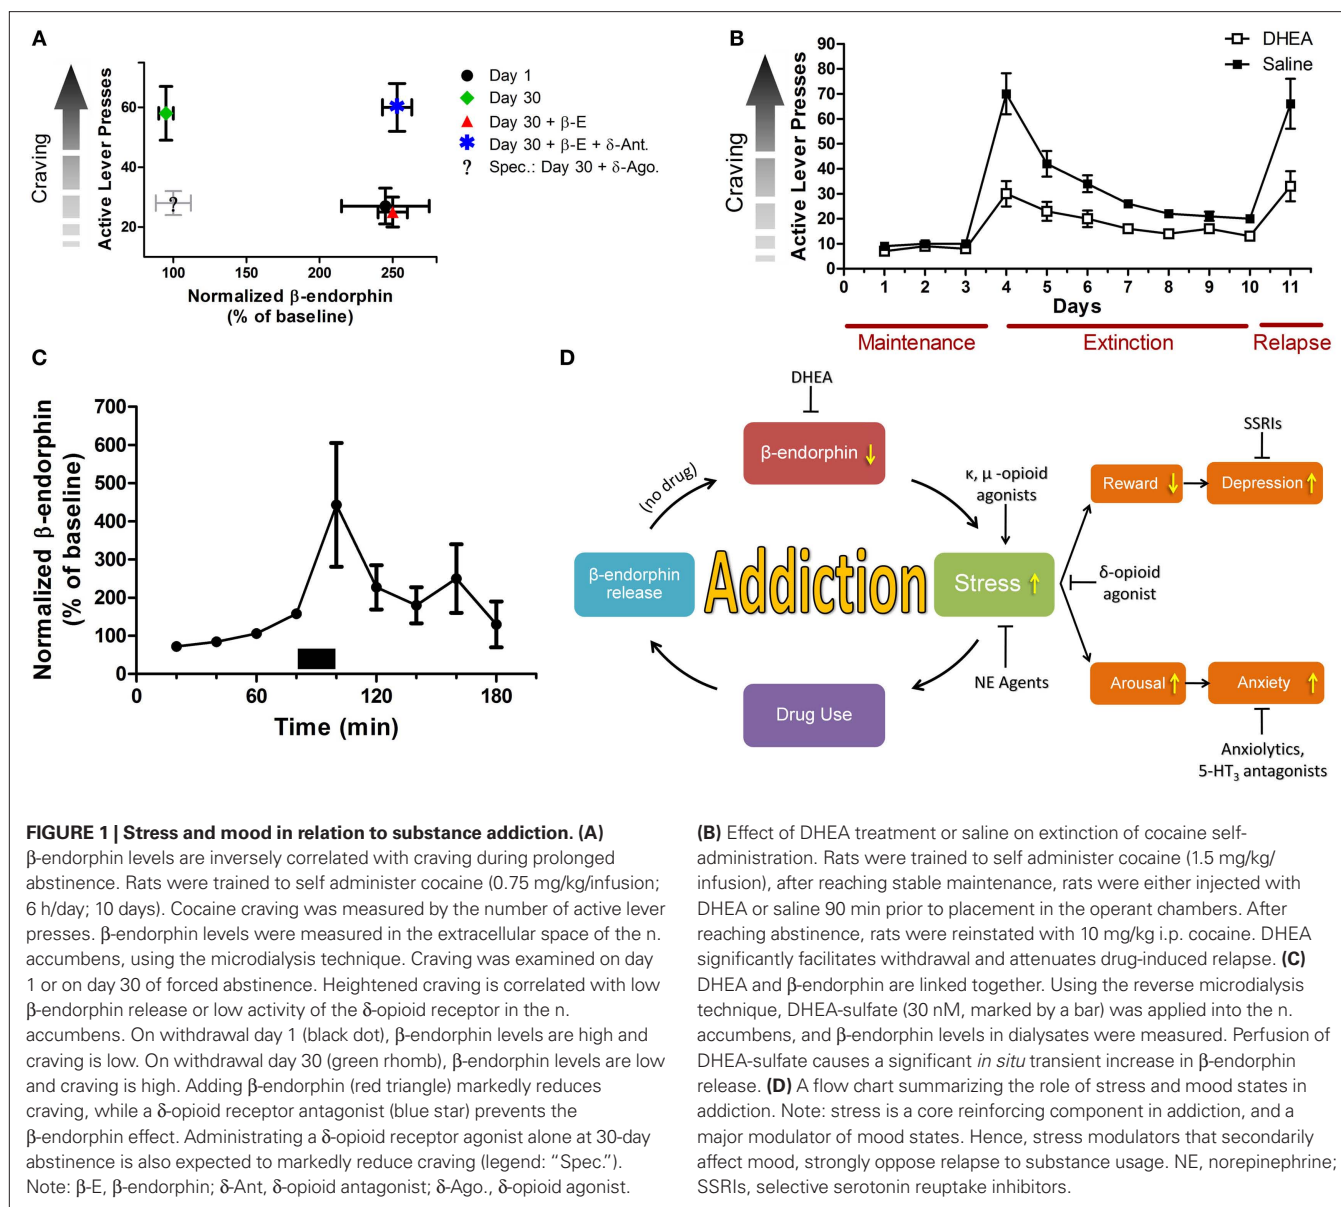 A
Craving
Active Lever Presses
60
40
20
100
150
200
250
Normalized β-endorphin
(% of baseline)
Day 1
Day 30
Day 30 + β-E
Day 30 + β-E + δ-Ant.
? Spec.: Day 30 + δ-Ago.
?
B
Craving
Active Lever Presses
90
80
70
60
50
40
30
20
10
0
0 1 2 3 4 5 6 7 8 9 10 11
Days
DHEA
Saline
Maintenance
Extinction
Relapse
C
Normalized β-endorphin
(% of baseline)
700
600
500
400
300
200
100
0
0 60 120 180
Time (min)
D
DHEA
β-endorphin ↓
(no drug)
κ, μ -opioid
agonists
SSRIs
Reward ↓
Depression ↑
β-endorphin
release
Addiction
Stress ↑
δ-opioid
agonist
NE Agents
Drug Use
Arousal ↑
Anxiety ↑
Anxiolytics,
5-HT₃ antagonists
FIGURE 1 | Stress and mood in relation to substance addiction. (A)
β-endorphin levels are inversely correlated with craving during prolonged
abstinence. Rats were trained to self administer cocaine (0.75 mg/kg/infusion;
6 h/day; 10 days). Cocaine craving was measured by the number of active lever
presses. β-endorphin levels were measured in the extracellular space of the n.
accumbens, using the microdialysis technique. Craving was examined on day
1 or on day 30 of forced abstinence. Heightened craving is correlated with low
β-endorphin release or low activity of the δ-opioid receptor in the n.
accumbens. On withdrawal day 1 (black dot), β-endorphin levels are high and
craving is low. On withdrawal day 30 (green rhomb), β-endorphin levels are low
and craving is high. Adding β-endorphin (red triangle) markedly reduces
craving, while a δ-opioid receptor antagonist (blue star) prevents the
β-endorphin effect. Administrating a δ-opioid receptor agonist alone at 30-day
abstinence is also expected to markedly reduce craving (legend: “Spec.”).
Note: β-E, β-endorphin; δ-Ant, δ-opioid antagonist; δ-Ago., δ-opioid agonist.
(B) Effect of DHEA treatment or saline on extinction of cocaine self-
administration. Rats were trained to self administer cocaine (1.5 mg/kg/
infusion), after reaching stable maintenance, rats were either injected with
DHEA or saline 90 min prior to placement in the operant chambers. After
reaching abstinence, rats were reinstated with 10 mg/kg i.p. cocaine. DHEA
significantly facilitates withdrawal and attenuates drug-induced relapse. (C)
DHEA and β-endorphin are linked together. Using the reverse microdialysis
technique, DHEA-sulfate (30 nM, marked by a bar) was applied into the n.
accumbens, and β-endorphin levels in dialysates were measured. Perfusion of
DHEA-sulfate causes a significant in situ transient increase in β-endorphin
release. (D) A flow chart summarizing the role of stress and mood states in
addiction. Note: stress is a core reinforcing component in addiction, and a
major modulator of mood states. Hence, stress modulators that secondarily
affect mood, strongly oppose relapse to substance usage. NE, norepinephrine;
SSRIs, selective serotonin reuptake inhibitors.